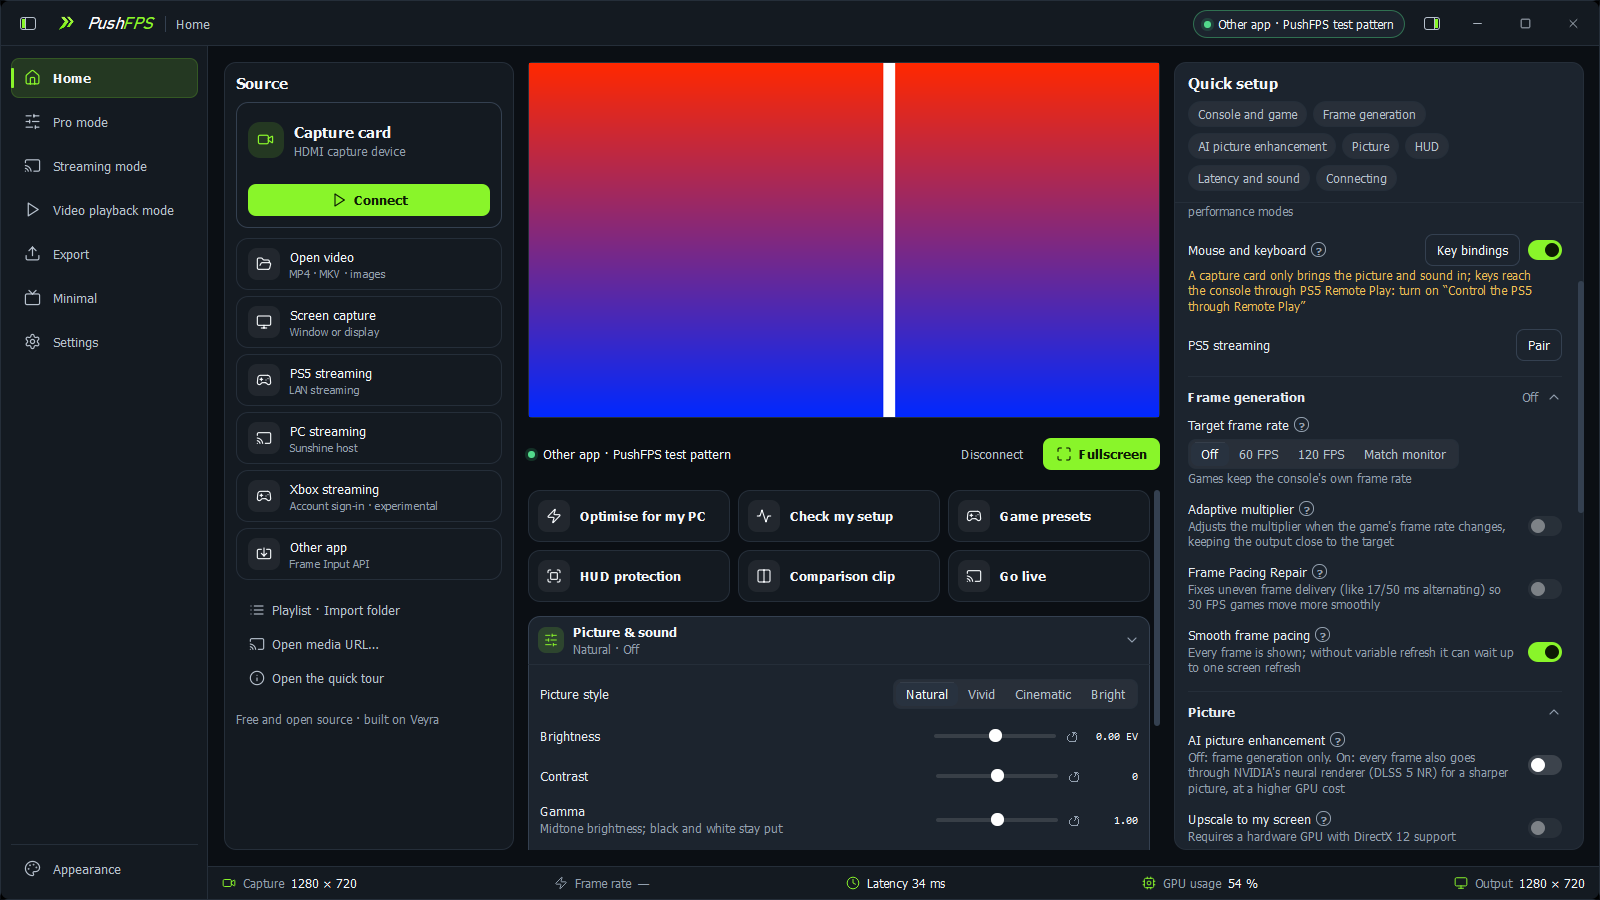 PushFPS
Home
Other app · PushFPS test pattern
Home
Pro mode
Streaming mode
Video playback mode
Export
Minimal
Settings
Appearance
Source
Capture card
HDMI capture device
Connect
Open video
MP4 · MKV · images
Screen capture
Window or display
PS5 streaming
LAN streaming
PC streaming
Sunshine host
Xbox streaming
Account sign-in · experimental
Other app
Frame Input API
Playlist · Import folder
Open media URL...
Open the quick tour
Free and open source · built on Veyra
Other app · PushFPS test pattern
Disconnect
Fullscreen
Optimise for my PC
Check my setup
Game presets
HUD protection
Comparison clip
Go live
Picture & sound
Natural · Off
Picture style
Natural
Vivid
Cinematic
Bright
Brightness
0.00 EV
Contrast
0
Gamma
Midtone brightness; black and white stay put
1.00
Quick setup
Console and game
Frame generation
AI picture enhancement
Picture
HUD
Latency and sound
Connecting
performance modes
Mouse and keyboard ?
Key bindings
A capture card only brings the picture and sound in; keys reach
the console through PS5 Remote Play: turn on “Control the PS5
through Remote Play”
PS5 streaming
Pair
Frame generation
Off
Target frame rate ?
Off
60 FPS
120 FPS
Match monitor
Games keep the console's own frame rate
Adaptive multiplier ?
Adjusts the multiplier when the game's frame rate changes,
keeping the output close to the target
Frame Pacing Repair ?
Fixes uneven frame delivery (like 17/50 ms alternating) so
30 FPS games move more smoothly
Smooth frame pacing ?
Every frame is shown; without variable refresh it can wait up
to one screen refresh
Picture
AI picture enhancement ?
Off: frame generation only. On: every frame also goes
through NVIDIA's neural renderer (DLSS 5 NR) for a sharper
picture, at a higher GPU cost
Upscale to my screen ?
Requires a hardware GPU with DirectX 12 support
Capture 1280 × 720
Frame rate —
Latency 34 ms
GPU usage 54 %
Output 1280 × 720